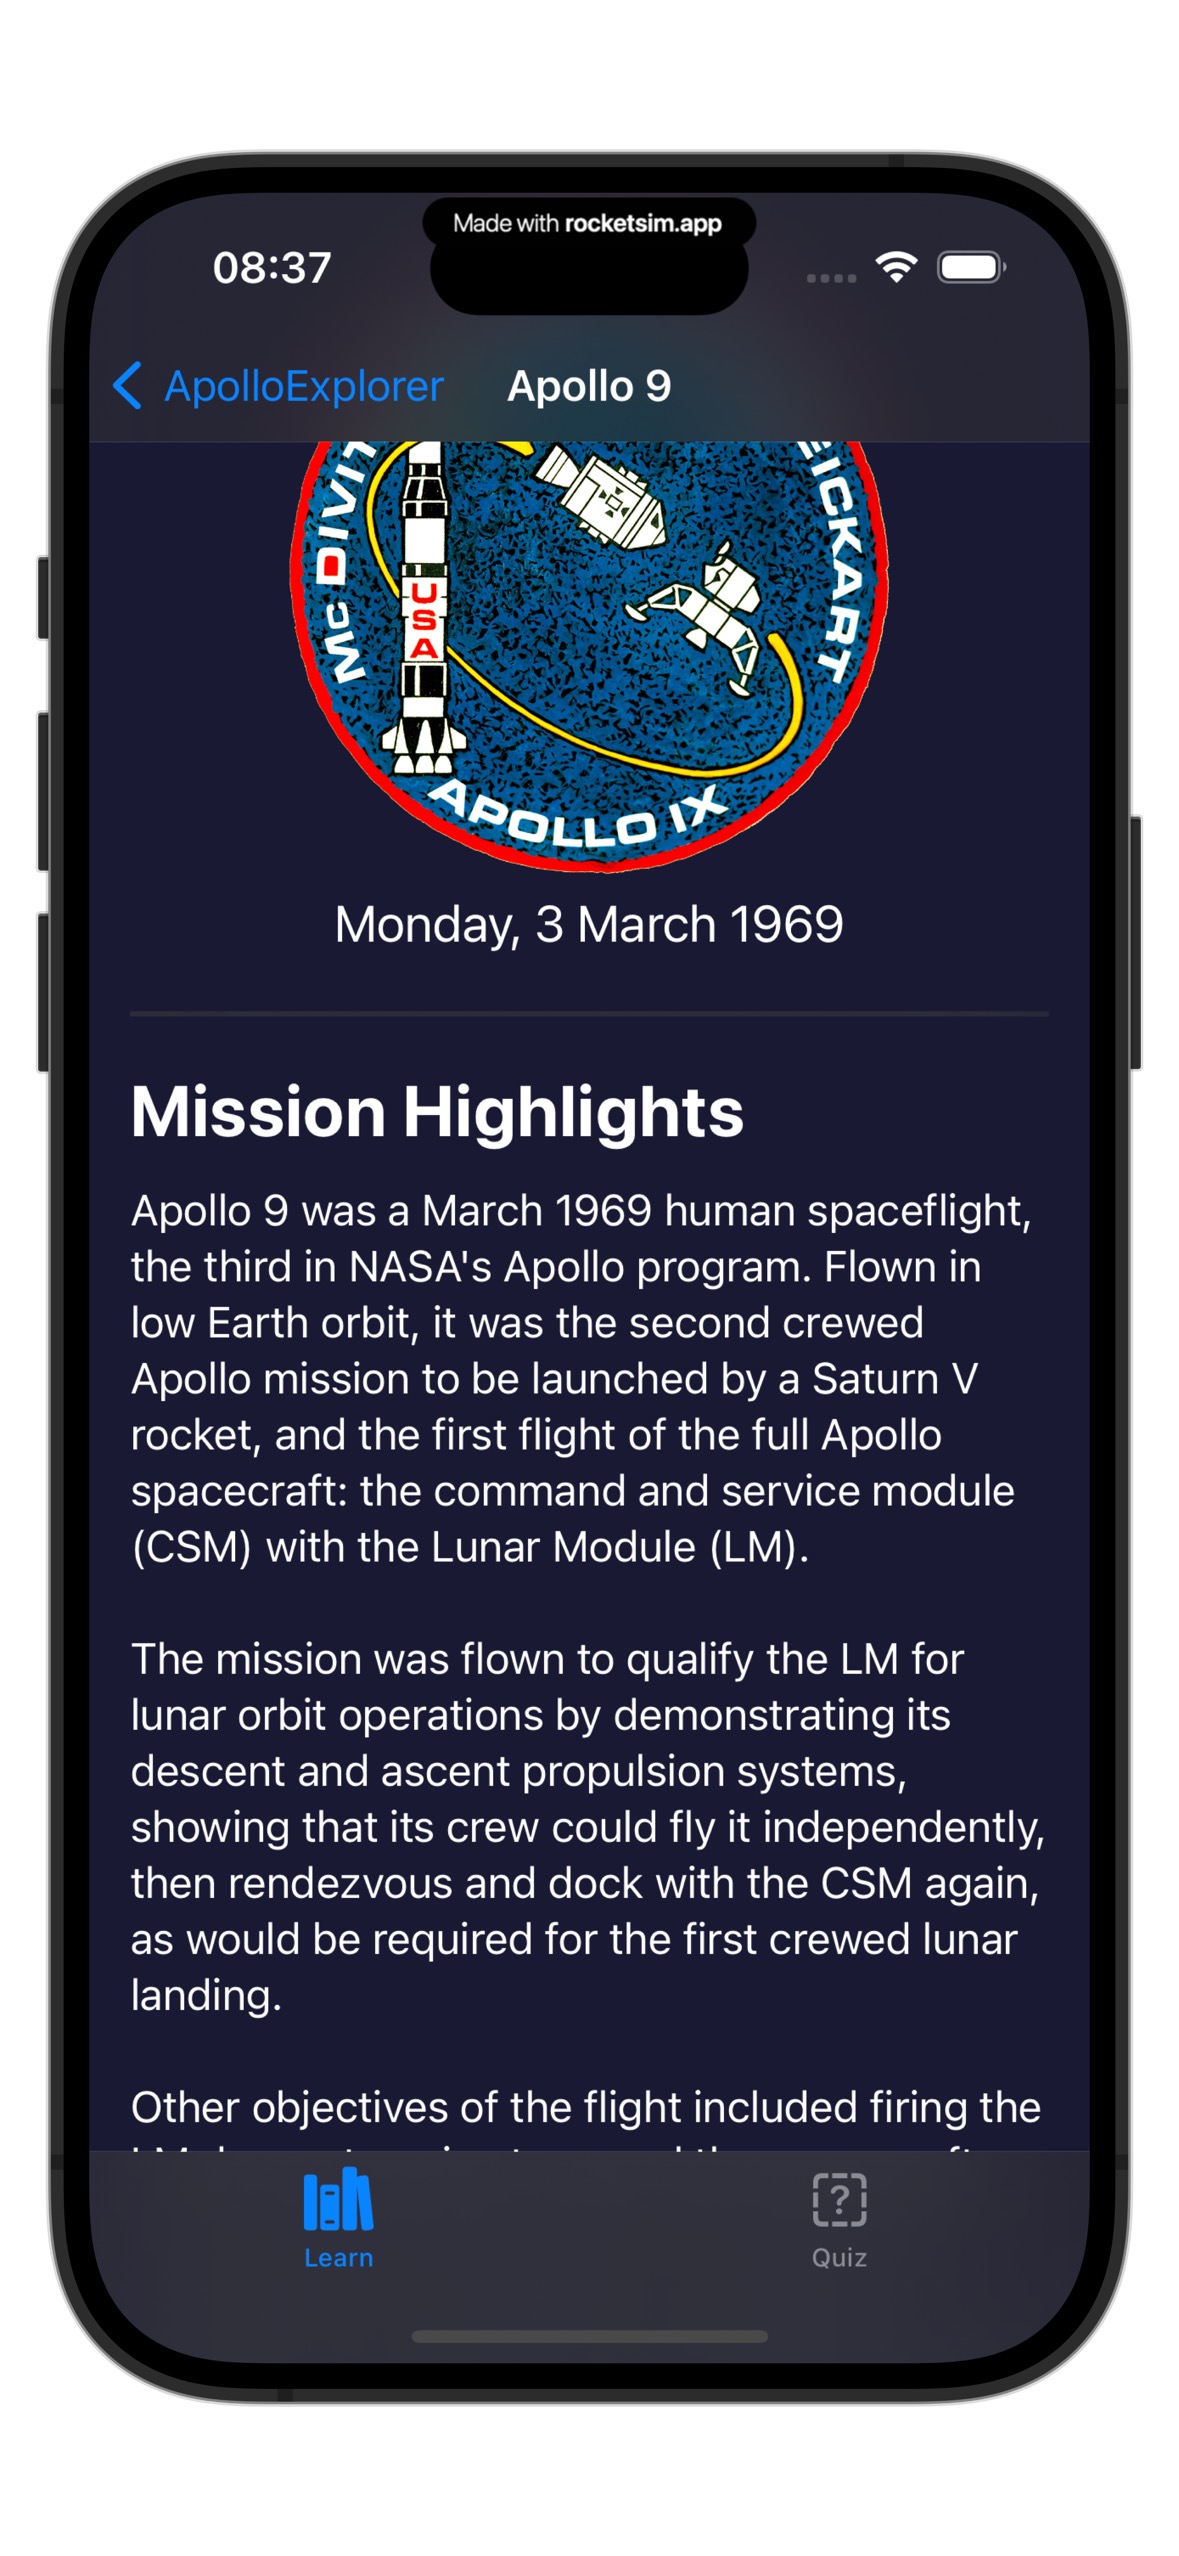 Made with rocketsim.app
08:37
ApolloExplorer
Apollo 9
Mc DIVIT
EICKART
USA
APOLLO IX
Monday, 3 March 1969
Mission Highlights
Apollo 9 was a March 1969 human spaceflight,
the third in NASA's Apollo program. Flown in
low Earth orbit, it was the second crewed
Apollo mission to be launched by a Saturn V
rocket, and the first flight of the full Apollo
spacecraft: the command and service module
(CSM) with the Lunar Module (LM).
The mission was flown to qualify the LM for
lunar orbit operations by demonstrating its
descent and ascent propulsion systems,
showing that its crew could fly it independently,
then rendezvous and dock with the CSM again,
as would be required for the first crewed lunar
landing.
Other objectives of the flight included firing the
Learn
Quiz